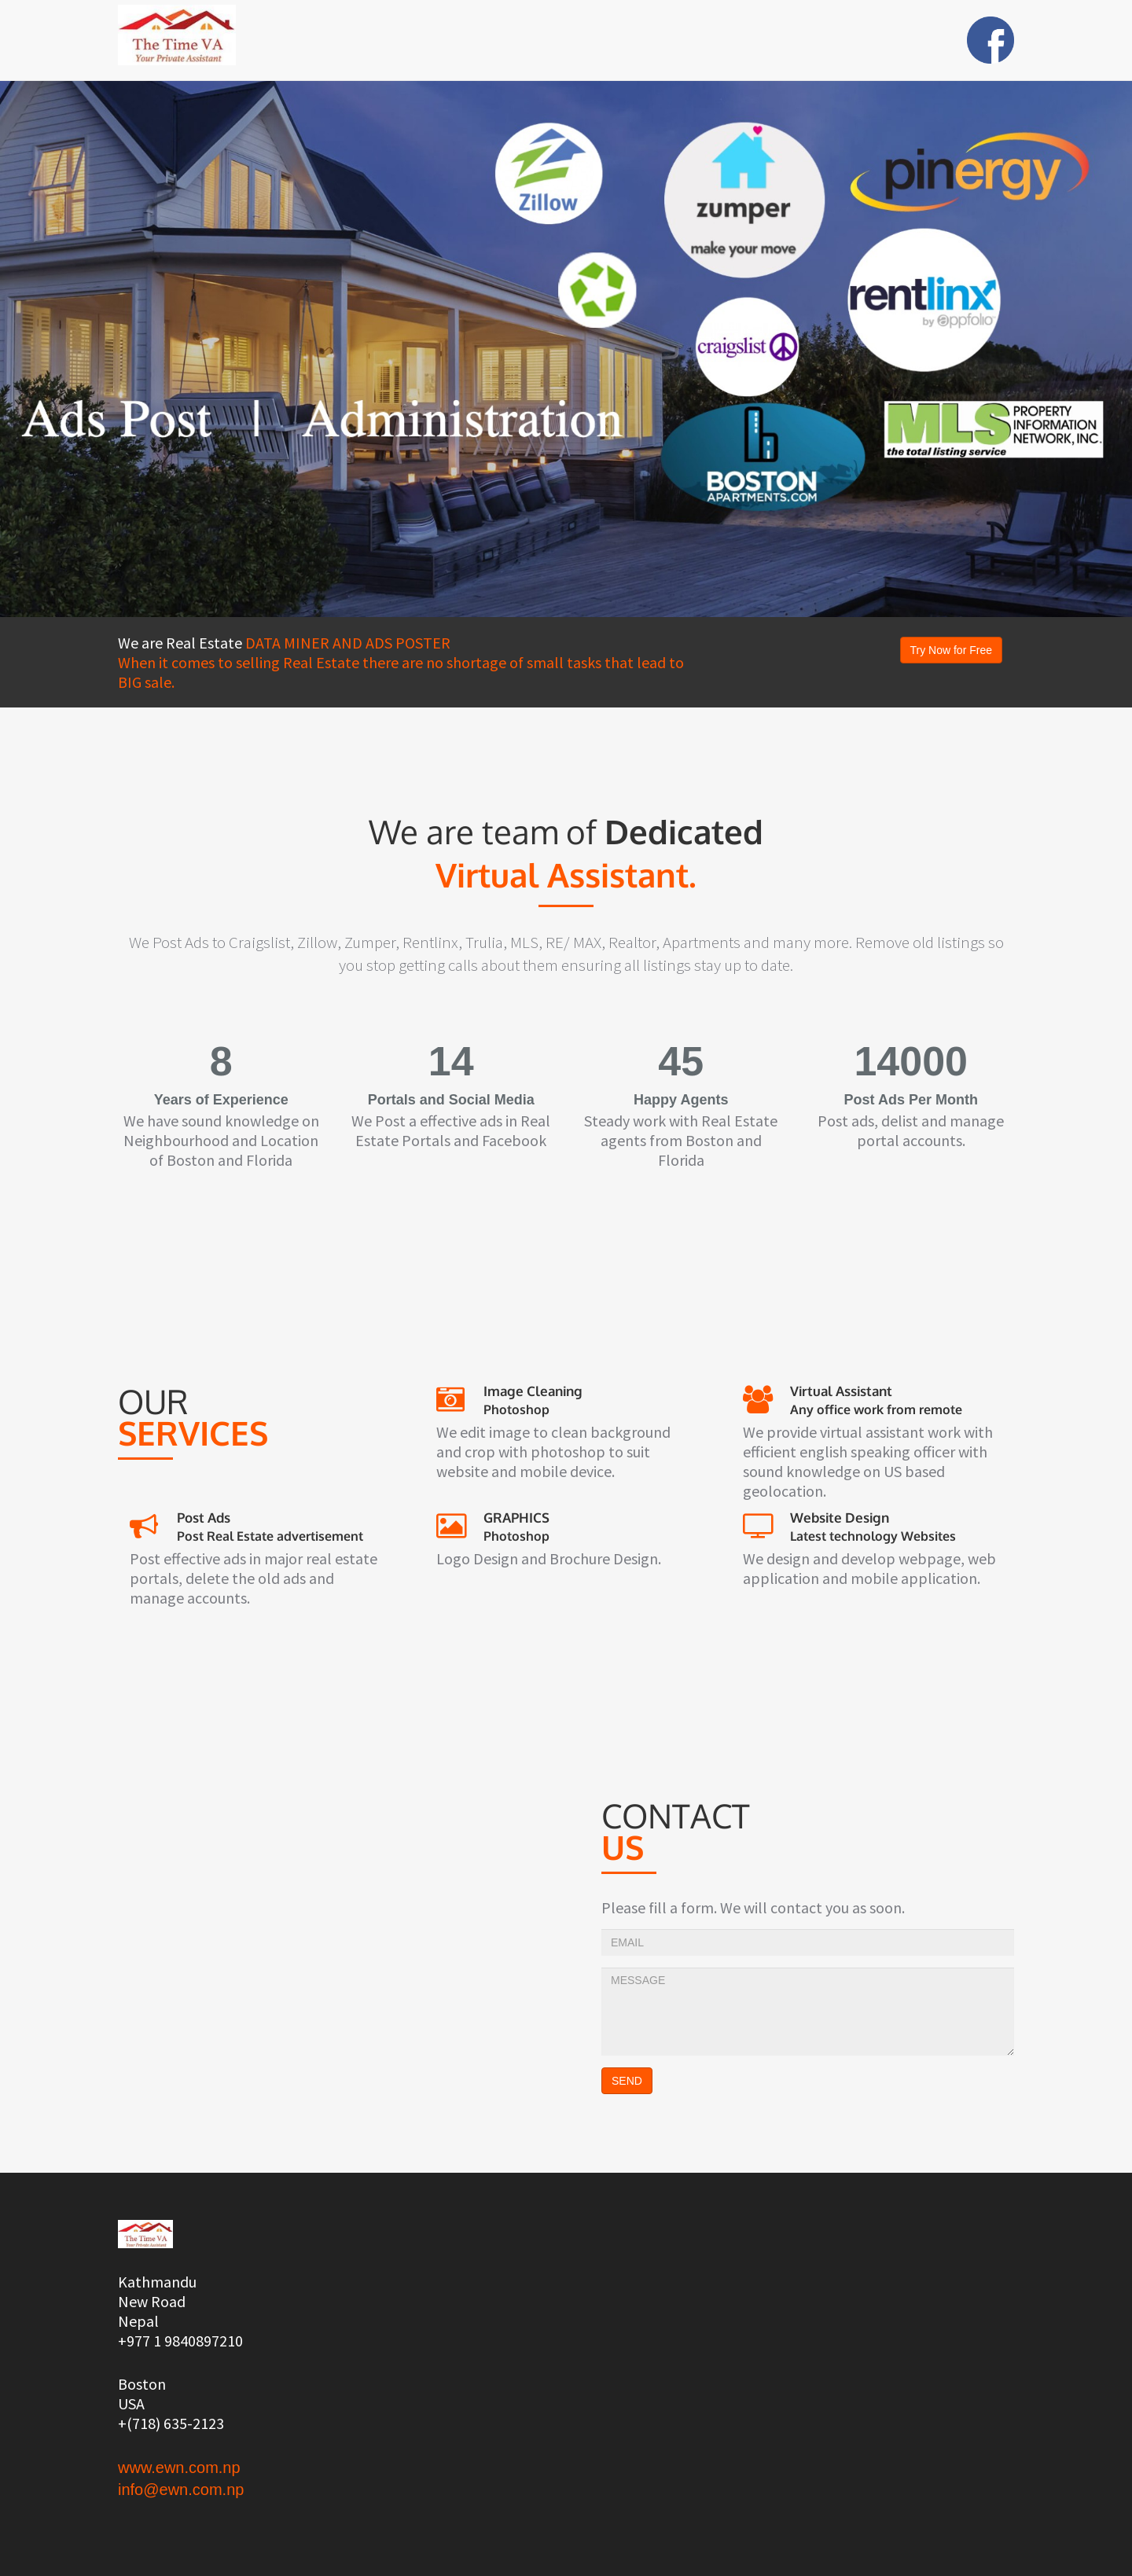 The Time VA
Your Private Assistant
f
Zillow
zumper
make your move
pinergy
rentlinx
by appfolio
craigslist
Ads Post | Administration
BOSTON
APARTMENTS.COM
MLS PROPERTY
INFORMATION
NETWORK, INC.
the total listing service
We are Real Estate DATA MINER AND ADS POSTER
When it comes to selling Real Estate there are no shortage of small tasks that lead to
BIG sale.
Try Now for Free
We are team of Dedicated
Virtual Assistant.
We Post Ads to Craigslist, Zillow, Zumper, Rentlinx, Trulia, MLS, RE/ MAX, Realtor, Apartments and many more. Remove old listings so
you stop getting calls about them ensuring all listings stay up to date.
8
Years of Experience
We have sound knowledge on
Neighbourhood and Location
of Boston and Florida
14
Portals and Social Media
We Post a effective ads in Real
Estate Portals and Facebook
45
Happy Agents
Steady work with Real Estate
agents from Boston and
Florida
14000
Post Ads Per Month
Post ads, delist and manage
portal accounts.
OUR
SERVICES
Image Cleaning
Photoshop
We edit image to clean background
and crop with photoshop to suit
website and mobile device.
Virtual Assistant
Any office work from remote
We provide virtual assistant work with
efficient english speaking officer with
sound knowledge on US based
geolocation.
Post Ads
Post Real Estate advertisement
Post effective ads in major real estate
portals, delete the old ads and
manage accounts.
GRAPHICS
Photoshop
Logo Design and Brochure Design.
Website Design
Latest technology Websites
We design and develop webpage, web
application and mobile application.
CONTACT
US
Please fill a form. We will contact you as soon.
EMAIL
MESSAGE
SEND
The Time VA
Your Private Assistant
Kathmandu
New Road
Nepal
+977 1 9840897210
Boston
USA
+(718) 635-2123
www.ewn.com.np
info@ewn.com.np